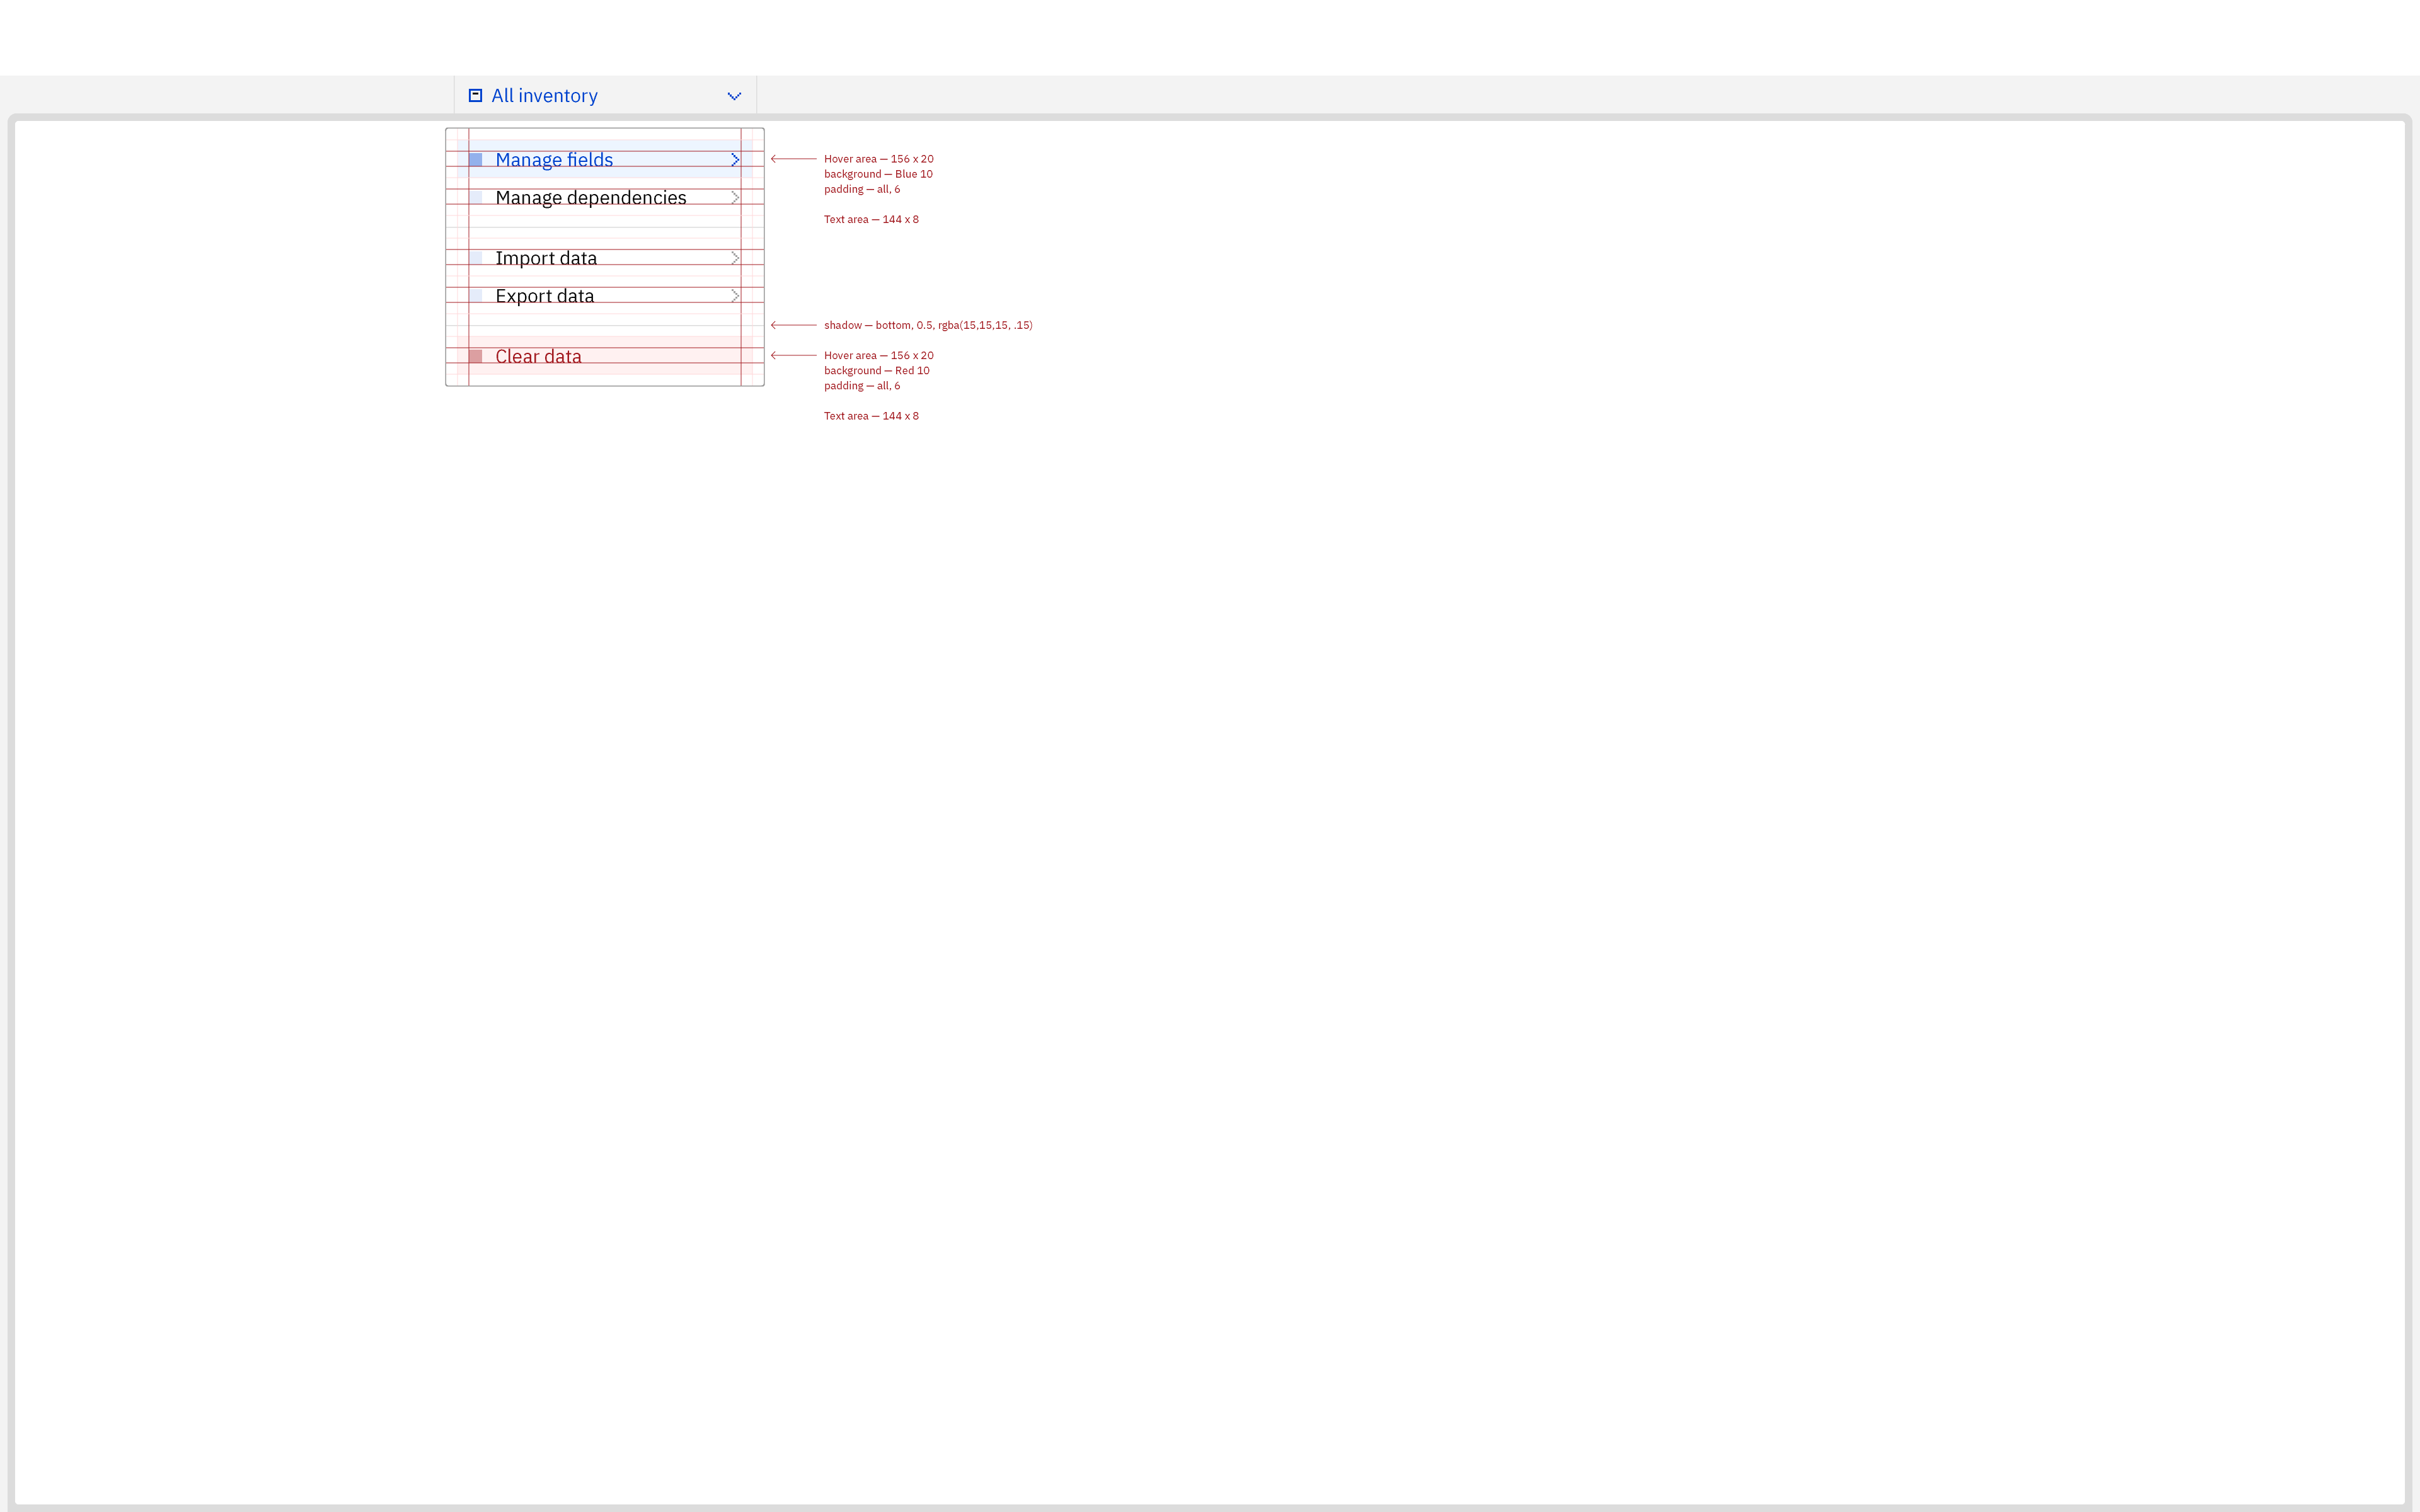 All inventory
Manage fields
Manage dependencies
Import data
Export data
Clear data
Hover area — 156 x 20
background — Blue 10
padding — all, 6
Text area — 144 x 8
shadow — bottom, 0.5, rgba(15,15,15, .15)
Hover area — 156 x 20
background — Red 10
padding — all, 6
Text area — 144 x 8